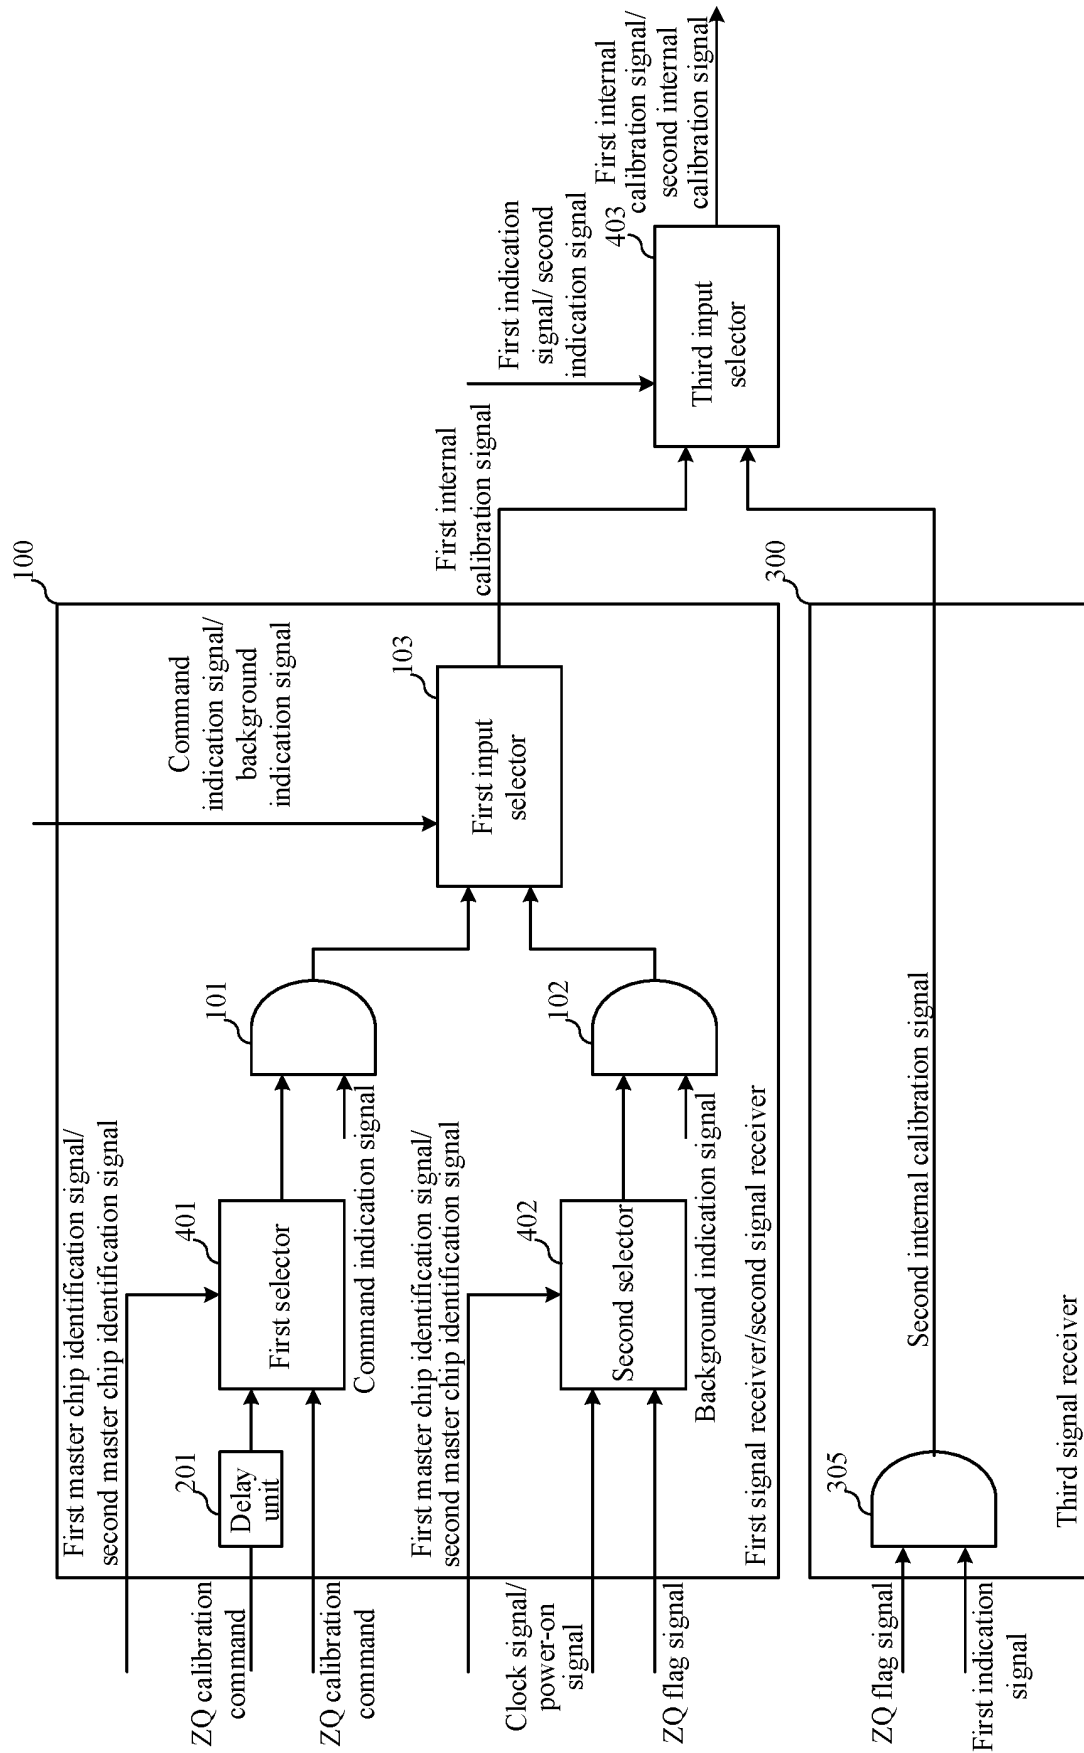 100
First master chip identification signal/
second master chip identification signal
ZQ calibration
command
201
Delay
unit
ZQ calibration
command
401
First selector
Command indication signal
101
Command
indication signal/
background
indication signal
103
First input
selector
First internal
calibration signal
First master chip identification signal/
second master chip identification signal
Clock signal/
power-on
signal
ZQ flag signal
402
Second selector
Background indication signal
102
First signal receiver/second signal receiver
First indication
signal/ second
indication signal
403
Third input
selector
First internal
calibration signal/
second internal
calibration signal
300
ZQ flag signal
First indication
signal
305
Second internal calibration signal
Third signal receiver